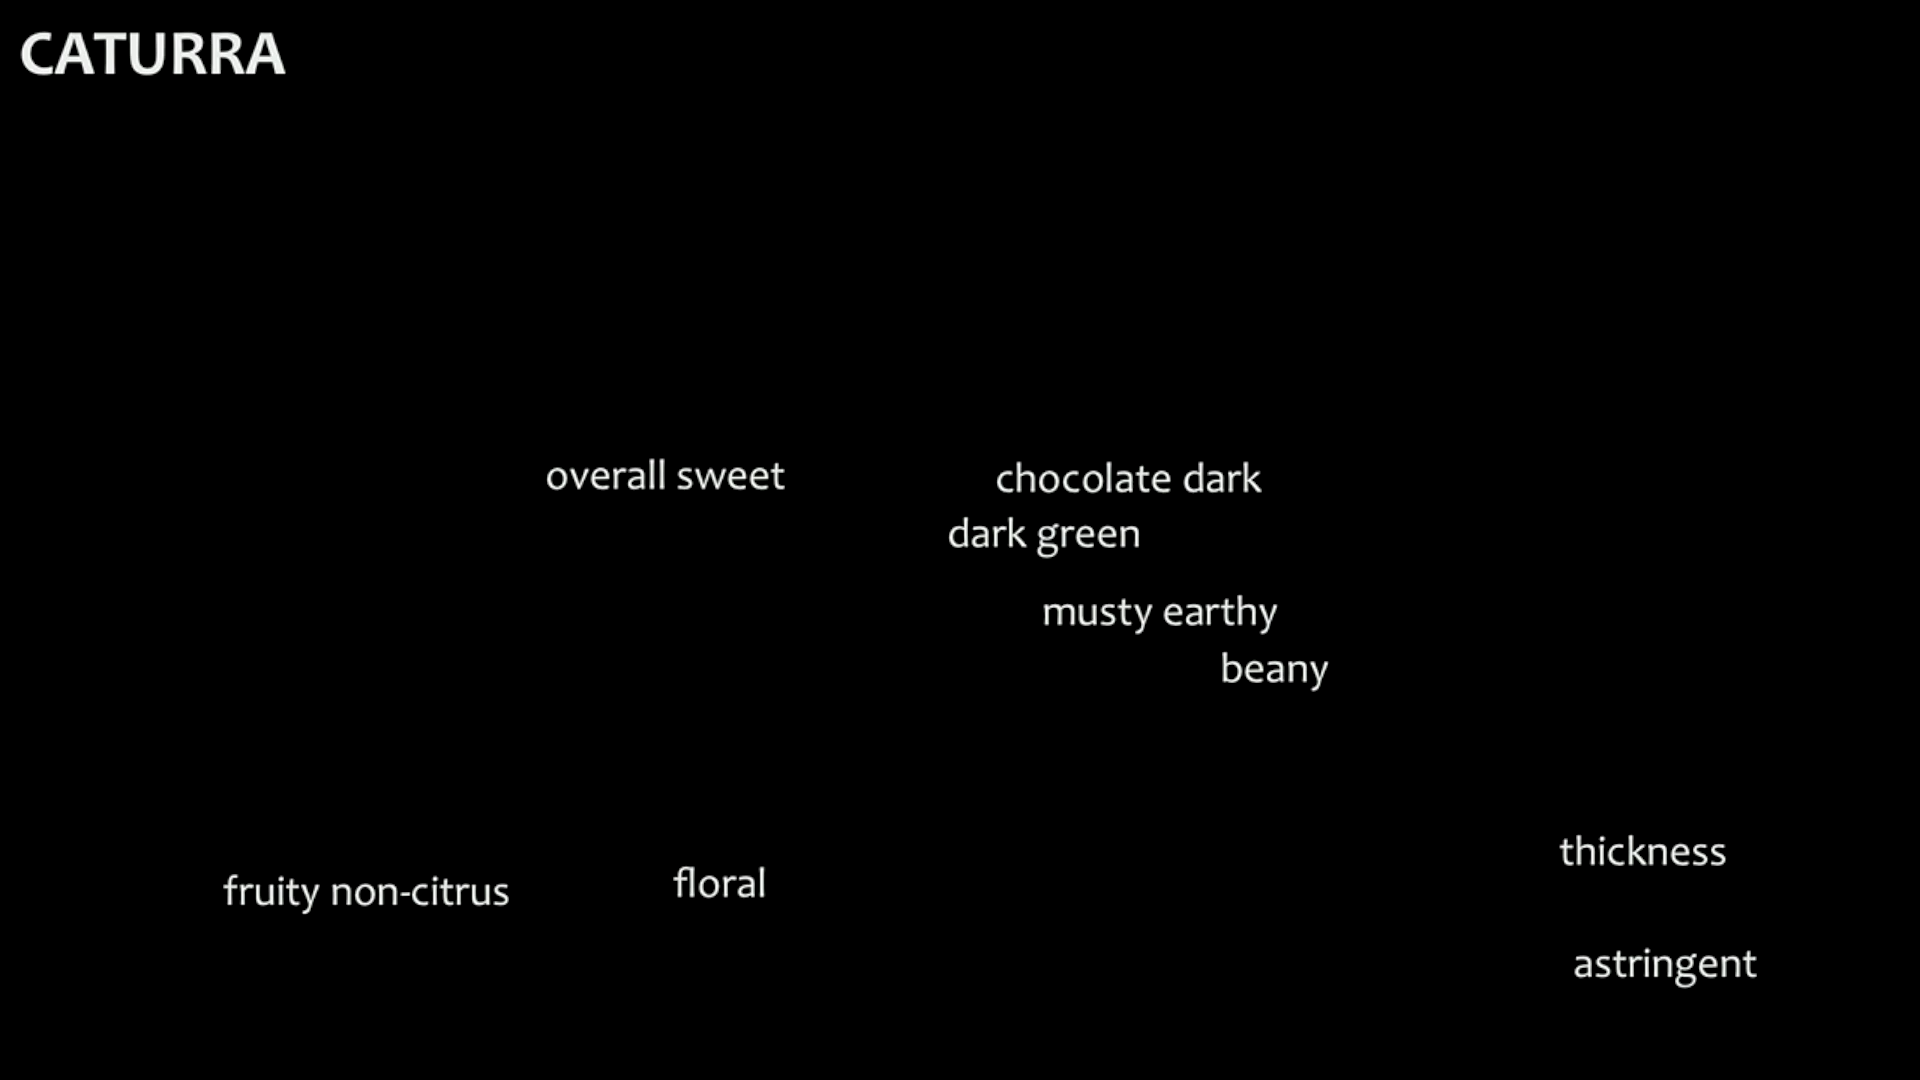 CATURRA
overall sweet
chocolate dark
dark green
musty earthy
beany
thickness
fruity non-citrus
floral
astringent